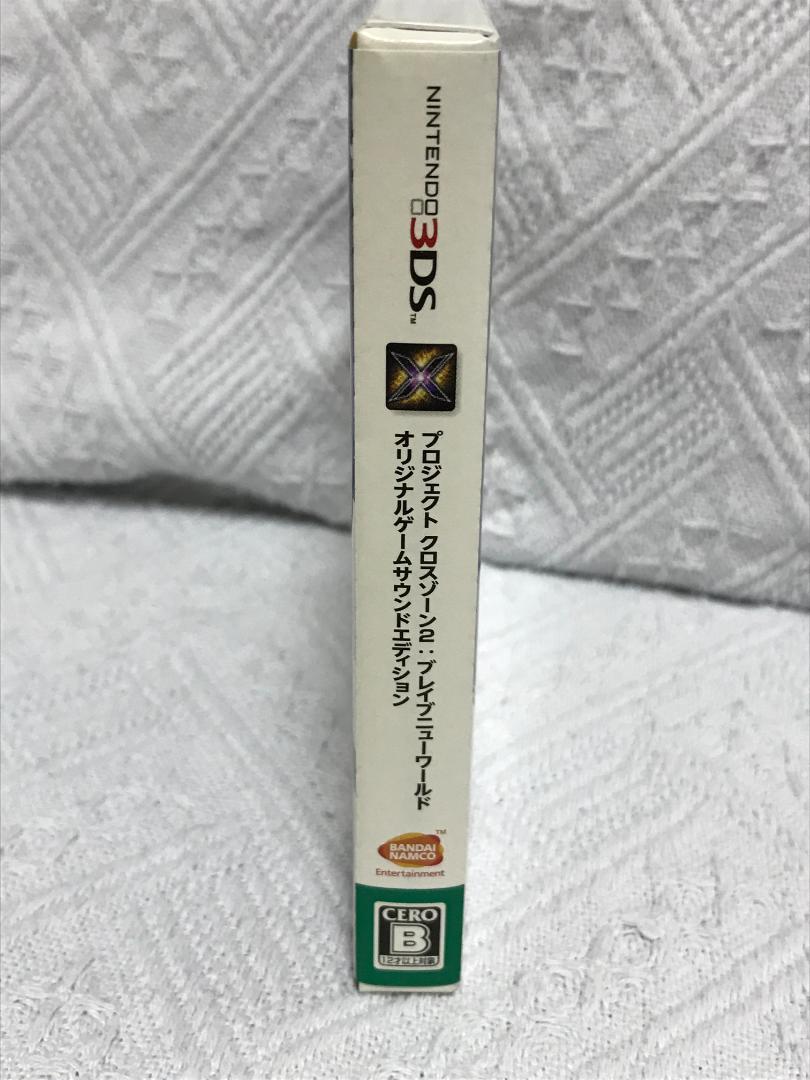 NINTENDO 3DS™
プロジェクト クロスゾーン2：ブレイブニューワールド
オリジナルゲームサウンドエディション
BANDAI
NAMCO
TM
Entertainment
CERO
B
12才以上対象